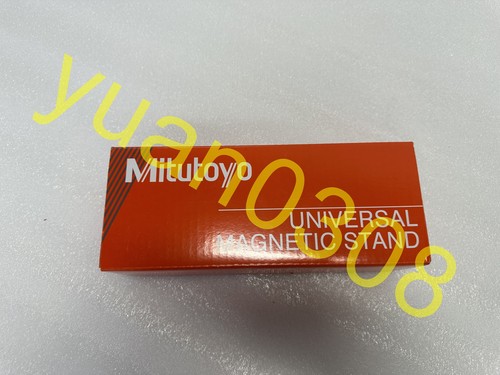 yuan0308
Mitutoyo
UNIVERSAL
MAGNETIC STAND